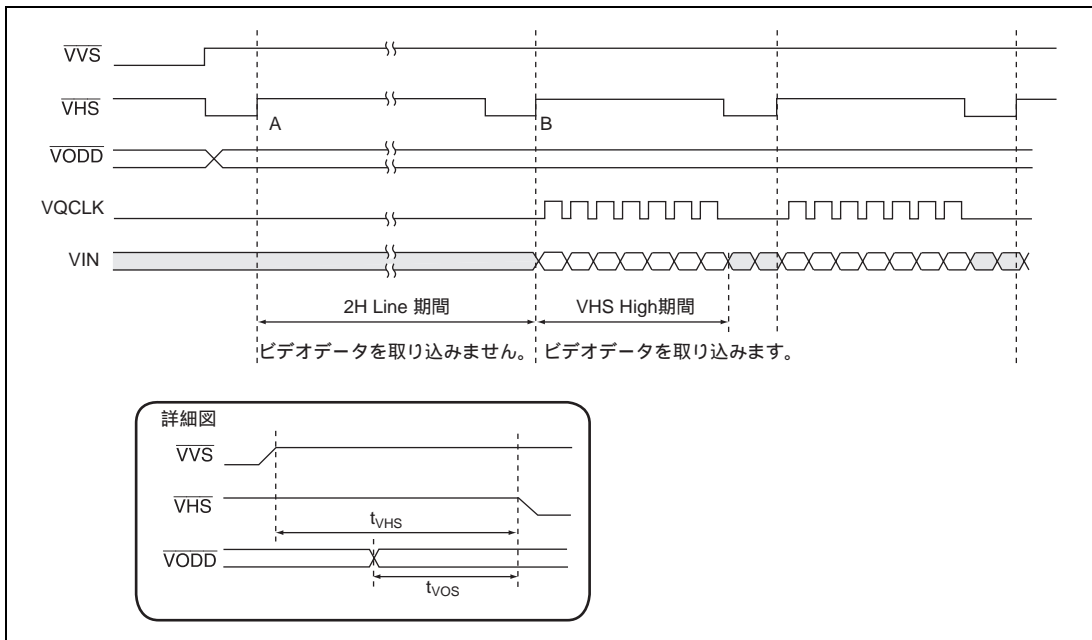 VVS
VHS
A
B
VODD
VQCLK
VIN
2H Line 期間
VHS High期間
ビデオデータを取り込みません。
ビデオデータを取り込みます。
詳細図
VVS
VHS
tVHS
VODD
tVOS